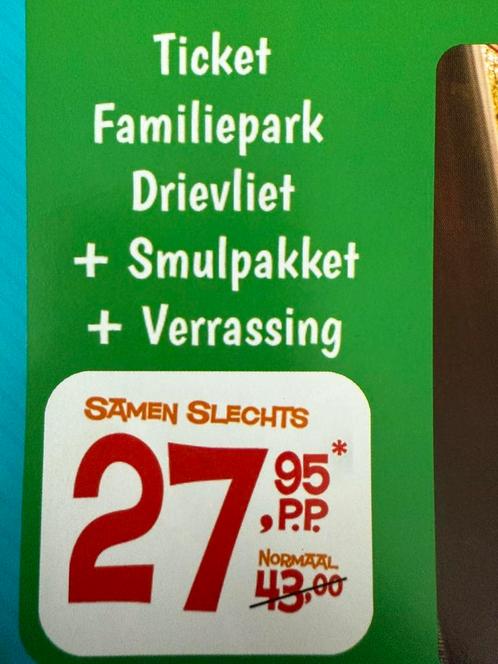 Ticket
Familiepark
Drievliet
+ Smulpakket
+ Verrassing
SAMEN SLECHTS
27,95*
P.P.
NORMAAL
43,00